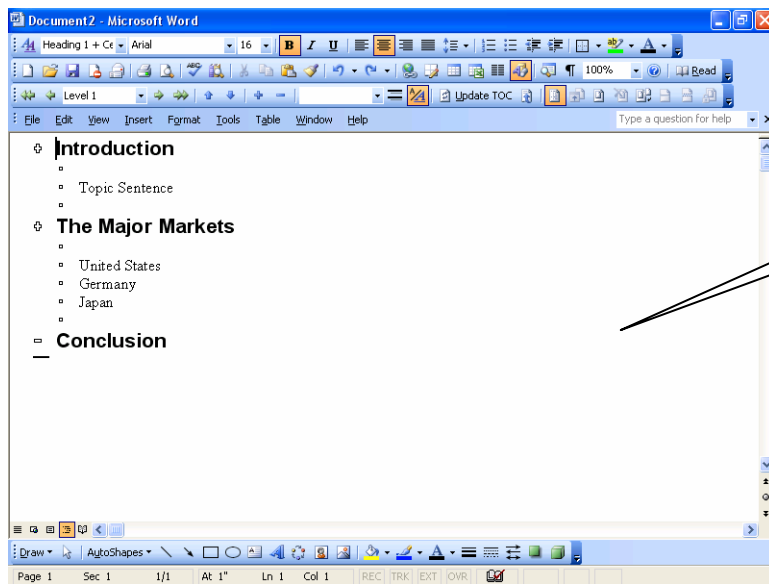 Document2 - Microsoft Word
Heading 1 + Ce Arial 16 B I U
100% Read
Level 1 Update TOC
File Edit View Insert Format Tools Table Window Help Type a question for help
Introduction
Topic Sentence
The Major Markets
United States
Germany
Japan
Conclusion
Draw AutoShapes
Page 1 Sec 1 1/1 At 1" Ln 1 Col 1 REC TRK EXT OVR